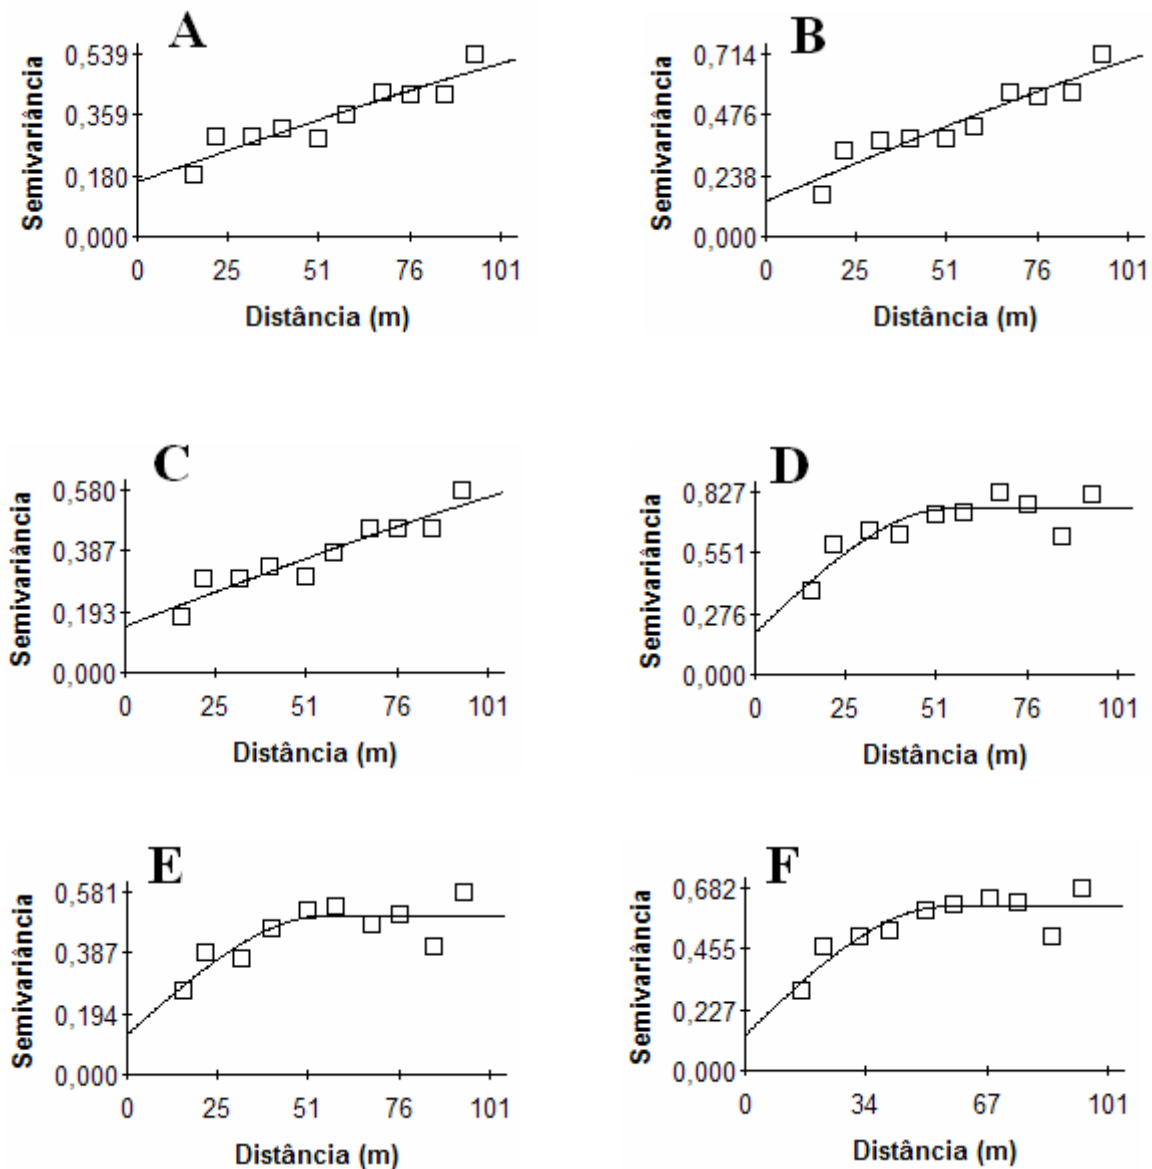 A
Semivariância
0,539
0,359
0,180
0,000
0 25 51 76 101
Distância (m)
B
Semivariância
0,714
0,476
0,238
0,000
0 25 51 76 101
Distância (m)
C
Semivariância
0,580
0,387
0,193
0,000
0 25 51 76 101
Distância (m)
D
Semivariância
0,827
0,551
0,276
0,000
0 25 51 76 101
Distância (m)
E
Semivariância
0,581
0,387
0,194
0,000
0 25 51 76 101
Distância (m)
F
Semivariância
0,682
0,455
0,227
0,000
0 34 67 101
Distância (m)